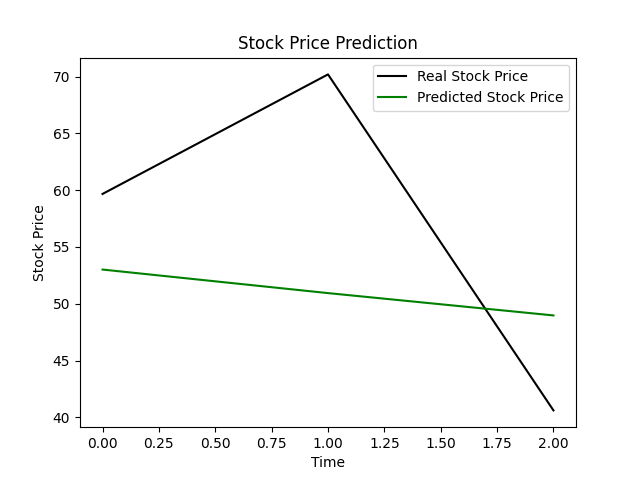 Stock Price Prediction
Real Stock Price
Predicted Stock Price
Stock Price
70
65
60
55
50
45
40
0.00 0.25 0.50 0.75 1.00 1.25 1.50 1.75 2.00
Time